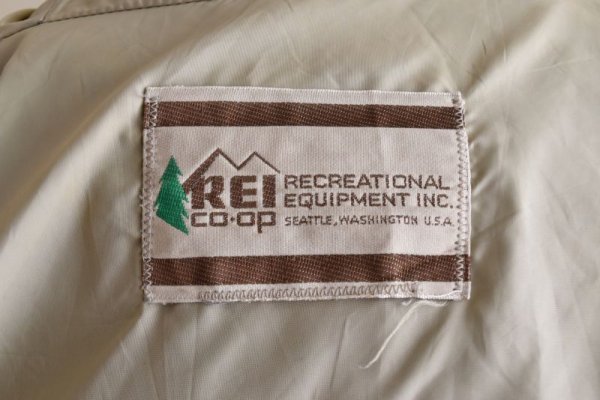 REI
co·op
RECREATIONAL
EQUIPMENT INC.
SEATTLE, WASHINGTON U.S.A.